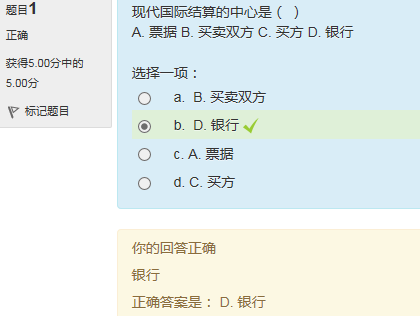 题目1
正确
获得5.00分中的
5.00分
标记题目
现代国际结算的中心是（ ）
A. 票据 B. 买卖双方 C. 买方 D. 银行
选择一项：
a. B. 买卖双方
b. D. 银行
c. A. 票据
d. C. 买方
你的回答正确
银行
正确答案是： D. 银行